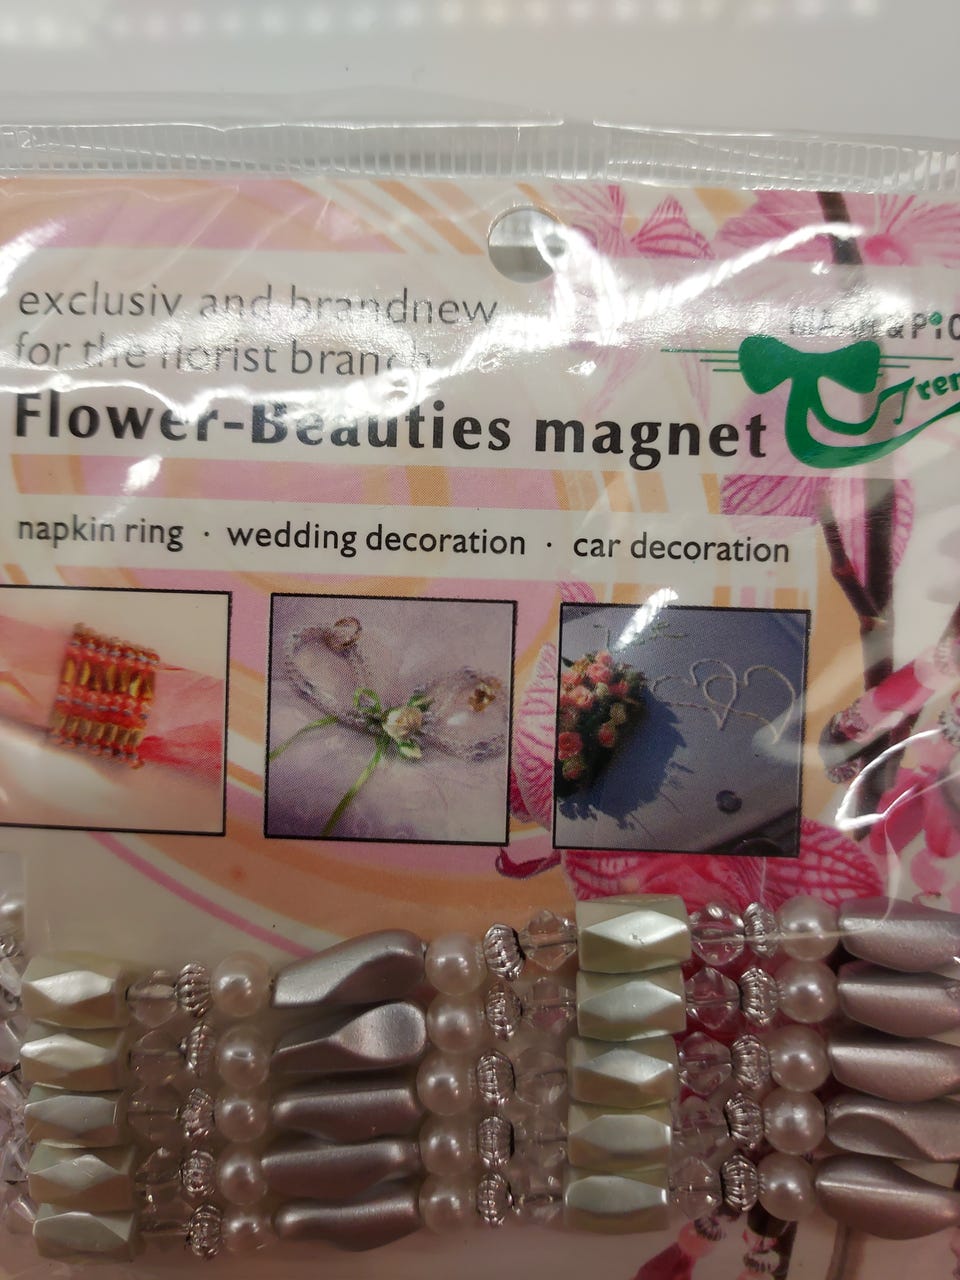 exclusiv and brandnew
for the florist branch
Flower-Beauties magnet
napkin ring · wedding decoration · car decoration